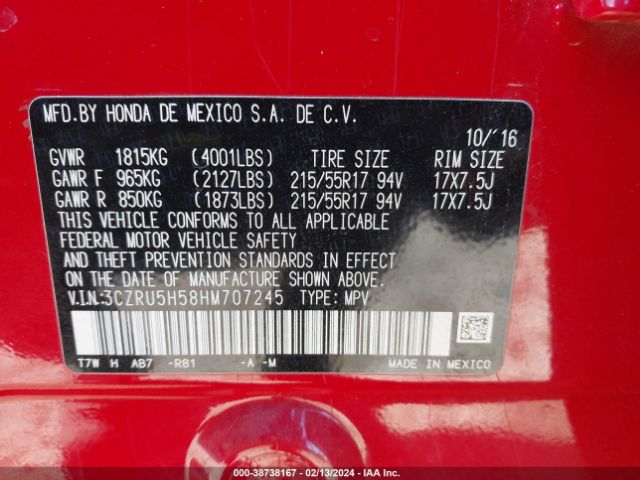 MFD.BY HONDA DE MEXICO S.A. DE C.V.
10/'16
GVWR 1815KG (4001LBS) TIRE SIZE RIM SIZE
GAWR F 965KG (2127LBS) 215/55R17 94V 17X7.5J
GAWR R 850KG (1873LBS) 215/55R17 94V 17X7.5J
THIS VEHICLE CONFORMS TO ALL APPLICABLE
FEDERAL MOTOR VEHICLE SAFETY
AND THEFT PREVENTION STANDARDS IN EFFECT
ON THE DATE OF MANUFACTURE SHOWN ABOVE.
V.I.N.:3CZRU5H58HM707245 TYPE: MPV
T7W H AB7 -R81 -A -M MADE IN MEXICO
00-38738167 - 02/13/2024 - IAA Inc.